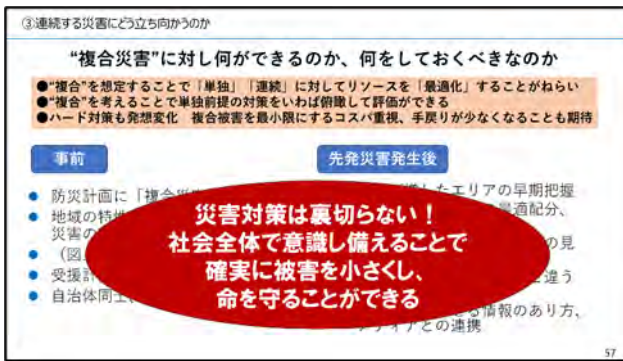 ③連続する災害にどう立ち向かうのか
“複合災害”に対し何ができるのか、何をしておくべきなのか
●“複合”を想定することで「単独」「連続」に対してリソースを「最適化」することがねらい
●“複合”を考えることで単独前提の対策をいわば俯瞰して評価ができる
●ハード対策も発想変化 複合被害を最小限にするコスパ重視、手戻りが少なくなることも期待
事前
● 防災計画に「複合災
● 地域の特性
災害の
● (図
● 受援計
● 自治体同士
先発災害発生後
したエリアの早期把握
最適配分、
の見
違う
情報のあり方、
メディアとの連携
災害対策は裏切らない!
社会全体で意識し備えることで
確実に被害を小さくし、
命を守ることができる
57